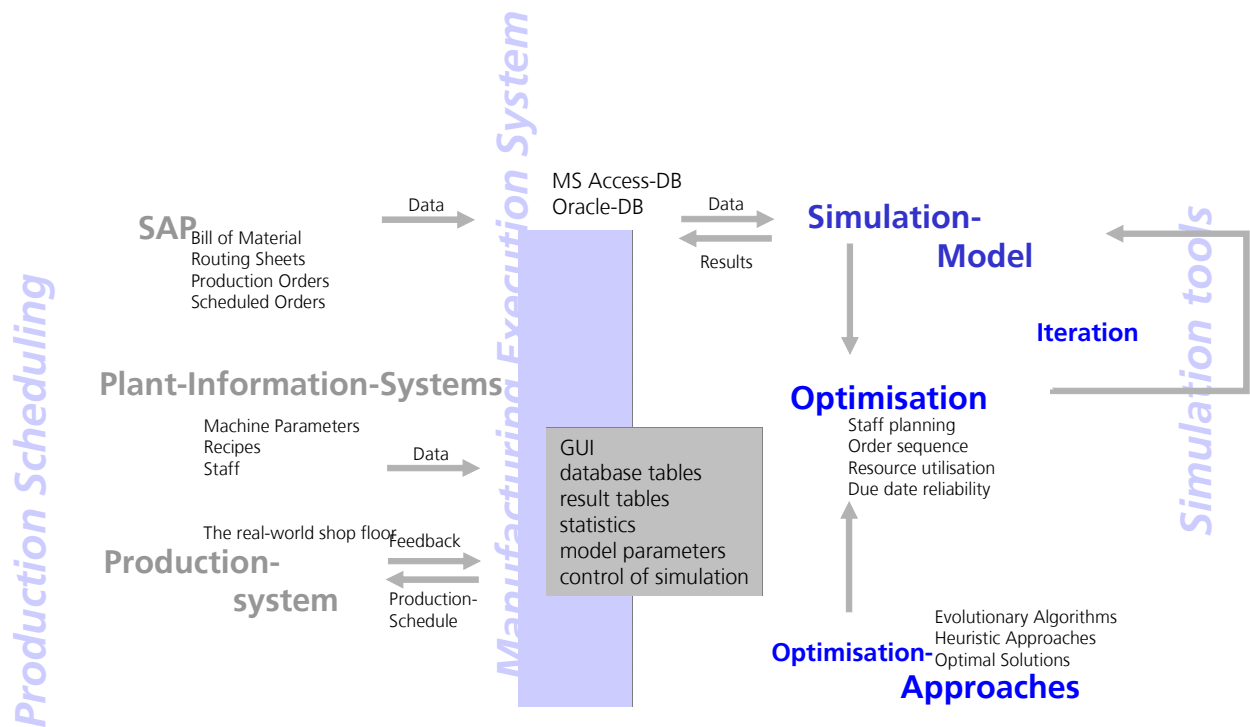 Production Scheduling
SAP
Data
Bill of Material
Routing Sheets
Production Orders
Scheduled Orders
Plant-Information-Systems
Machine Parameters
Recipes
Staff
Data
The real-world shop floor
Production-
system
Feedback
Production-
Schedule
Manufacturing Execution System
MS Access-DB
Oracle-DB
GUI
database tables
result tables
statistics
model parameters
control of simulation
Data
Results
Simulation-
Model
Iteration
Optimisation
Staff planning
Order sequence
Resource utilisation
Due date reliability
Evolutionary Algorithms
Heuristic Approaches
Optimal Solutions
Optimisation-
Approaches
Simulation tools